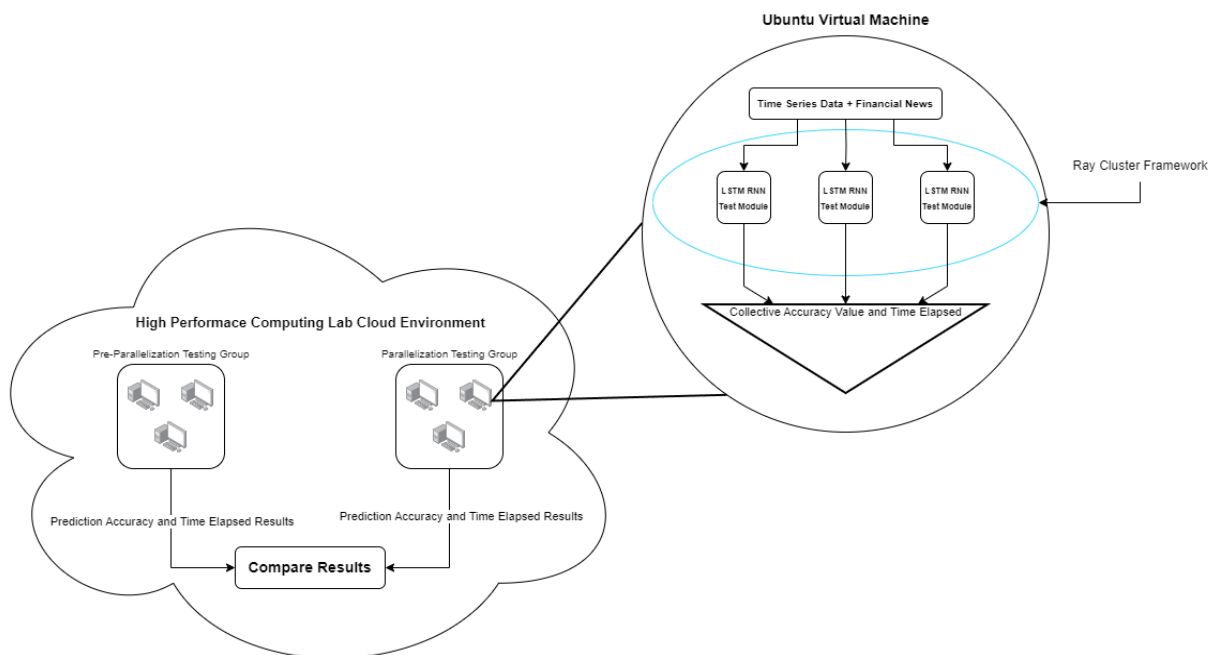 Ubuntu Virtual Machine
Time Series Data + Financial News
Ray Cluster Framework
LSTM RNN
Test Module
LSTM RNN
Test Module
LSTM RNN
Test Module
Collective Accuracy Value and Time Elapsed
High Performace Computing Lab Cloud Environment
Pre-Parallelization Testing Group
Parallelization Testing Group
Prediction Accuracy and Time Elapsed Results
Prediction Accuracy and Time Elapsed Results
Compare Results